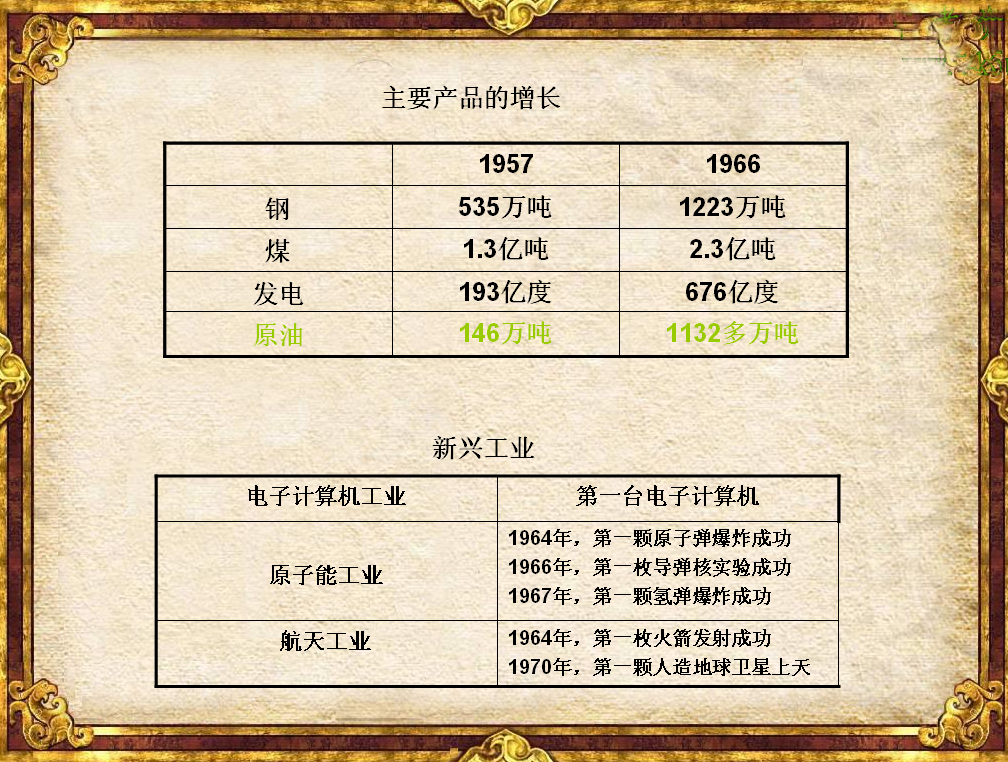 主要产品的增长
1957 1966
钢 535万吨 1223万吨
煤 1.3亿吨 2.3亿吨
发电 193亿度 676亿度
原油 146万吨 1132多万吨
新兴工业
电子计算机工业 第一台电子计算机
原子能工业
1964年，第一颗原子弹爆炸成功
1966年，第一枚导弹核实验成功
1967年，第一颗氢弹爆炸成功
航天工业
1964年，第一枚火箭发射成功
1970年，第一颗人造地球卫星上天